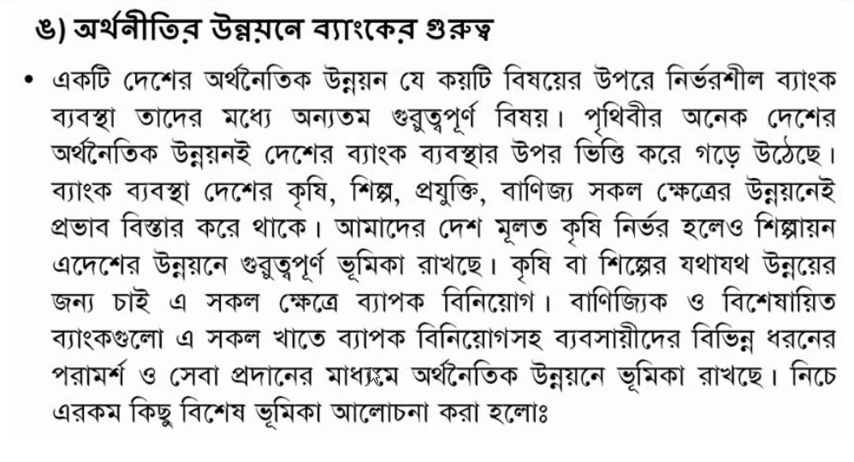 ঙ) অর্থনীতির উন্নয়নে ব্যাংকের গুরুত্ব
• একটি দেশের অর্থনৈতিক উন্নয়ন যে কয়টি বিষয়ের উপরে নির্ভরশীল ব্যাংক
ব্যবস্থা তাদের মধ্যে অন্যতম গুরুত্বপূর্ণ বিষয়। পৃথিবীর অনেক দেশের
অর্থনৈতিক উন্নয়নই দেশের ব্যাংক ব্যবস্থার উপর ভিত্তি করে গড়ে উঠেছে।
ব্যাংক ব্যবস্থা দেশের কৃষি, শিল্প, প্রযুক্তি, বাণিজ্য সকল ক্ষেত্রের উন্নয়নেই
প্রভাব বিস্তার করে থাকে। আমাদের দেশ মূলত কৃষি নির্ভর হলেও শিল্পায়ন
এদেশের উন্নয়নে গুরুত্বপূর্ণ ভূমিকা রাখছে। কৃষি বা শিল্পের যথাযথ উন্নয়ের
জন্য চাই এ সকল ক্ষেত্রে ব্যাপক বিনিয়োগ। বাণিজ্যিক ও বিশেষায়িত
ব্যাংকগুলো এ সকল খাতে ব্যাপক বিনিয়োগসহ ব্যবসায়ীদের বিভিন্ন ধরনের
পরামর্শ ও সেবা প্রদানের মাধ্যমে অর্থনৈতিক উন্নয়নে ভূমিকা রাখছে। নিচে
এরকম কিছু বিশেষ ভূমিকা আলোচনা করা হলোঃ